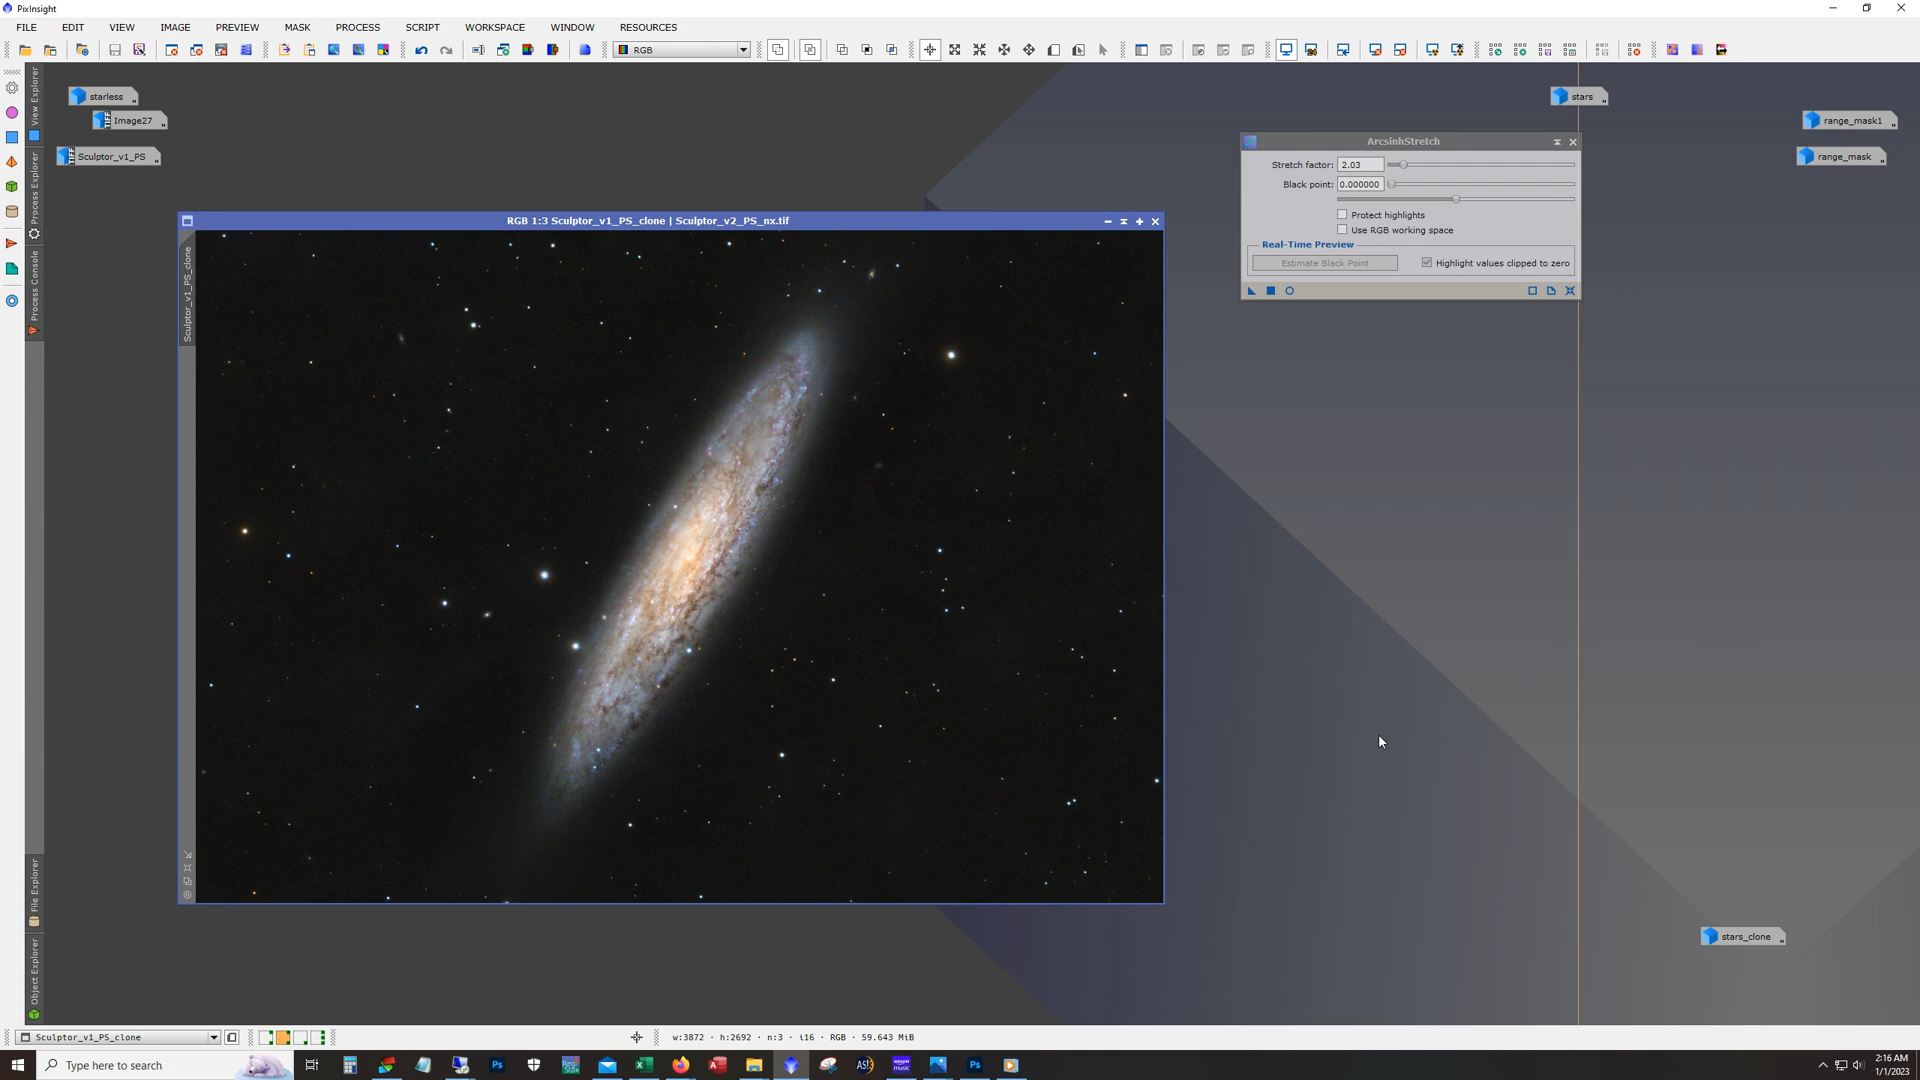 PixInsight
FILE EDIT VIEW IMAGE PREVIEW MASK PROCESS SCRIPT WORKSPACE WINDOW RESOURCES
RGB
View Explorer
Process Explorer
Process Console
File Explorer
Object Explorer
starless
Image27
Sculptor_v1_PS
stars
range_mask1
range_mask
ArcsinhStretch
Stretch factor: 2.03
Black point: 0.000000
Protect highlights
Use RGB working space
Real-Time Preview
Estimate Black Point Highlight values clipped to zero
RGB 1:3 Sculptor_v1_PS_clone | Sculptor_v2_PS_nx.tif
Sculptor_v1_PS_clone
stars_clone
Sculptor_v1_PS_clone
w:3872 · h:2692 · n:3 · i16 · RGB · 59.643 MiB
Type here to search
2:16 AM
1/1/2023